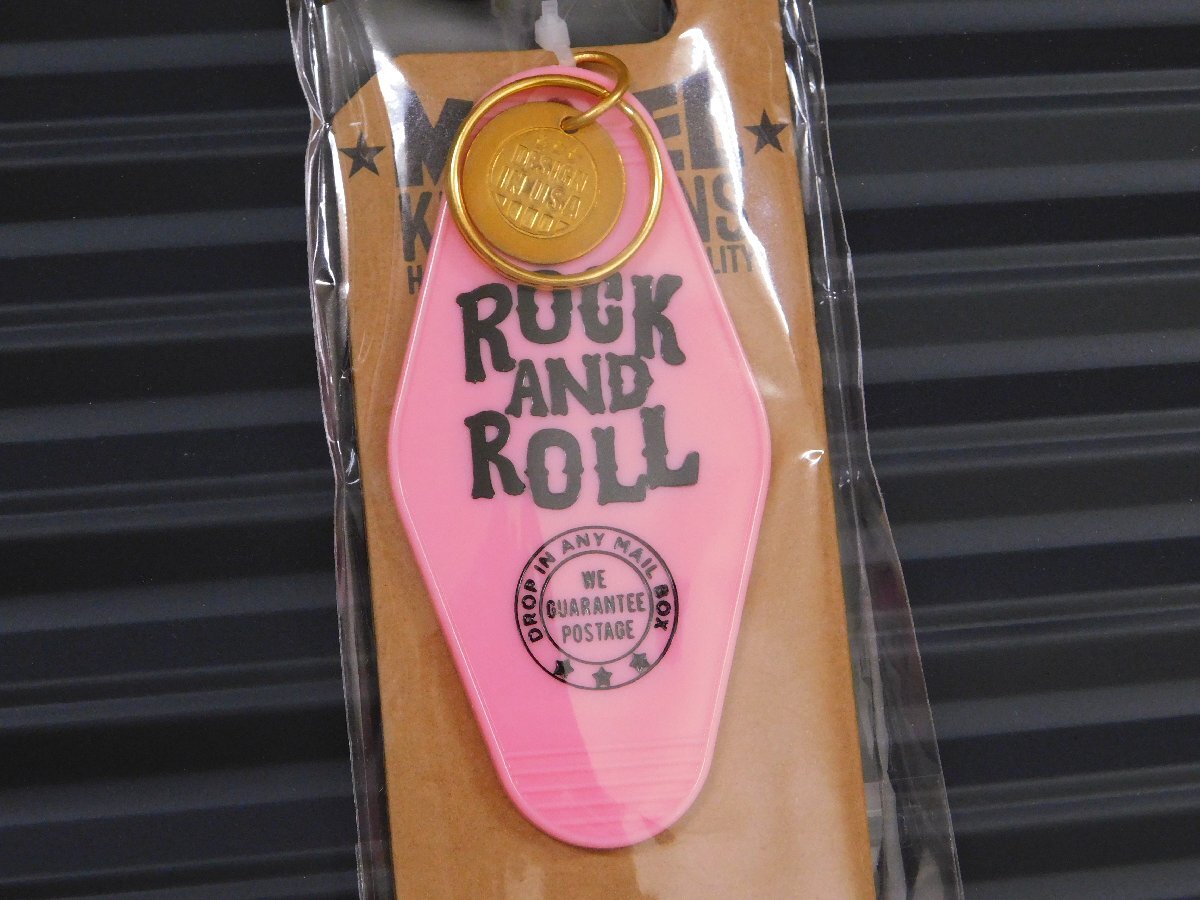 DESIGN
IN USA
ROCK
AND
ROLL
DROP IN ANY MAIL BOX
WE
GUARANTEE
POSTAGE